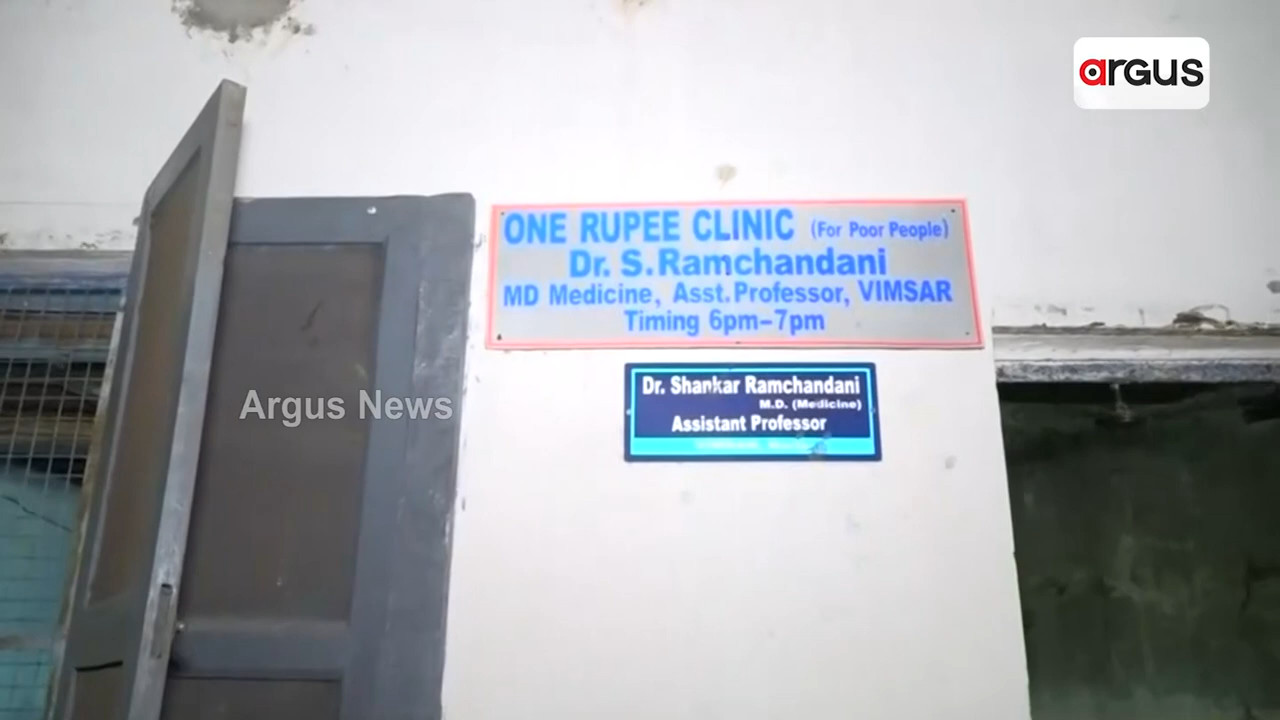 argus
ONE RUPEE CLINIC (For Poor People)
Dr. S.Ramchandani
MD Medicine, Asst. Professor, VIMSAR
Timing 6pm-7pm
Dr. Shankar Ramchandani
M.D. (Medicine)
Assistant Professor
Argus News